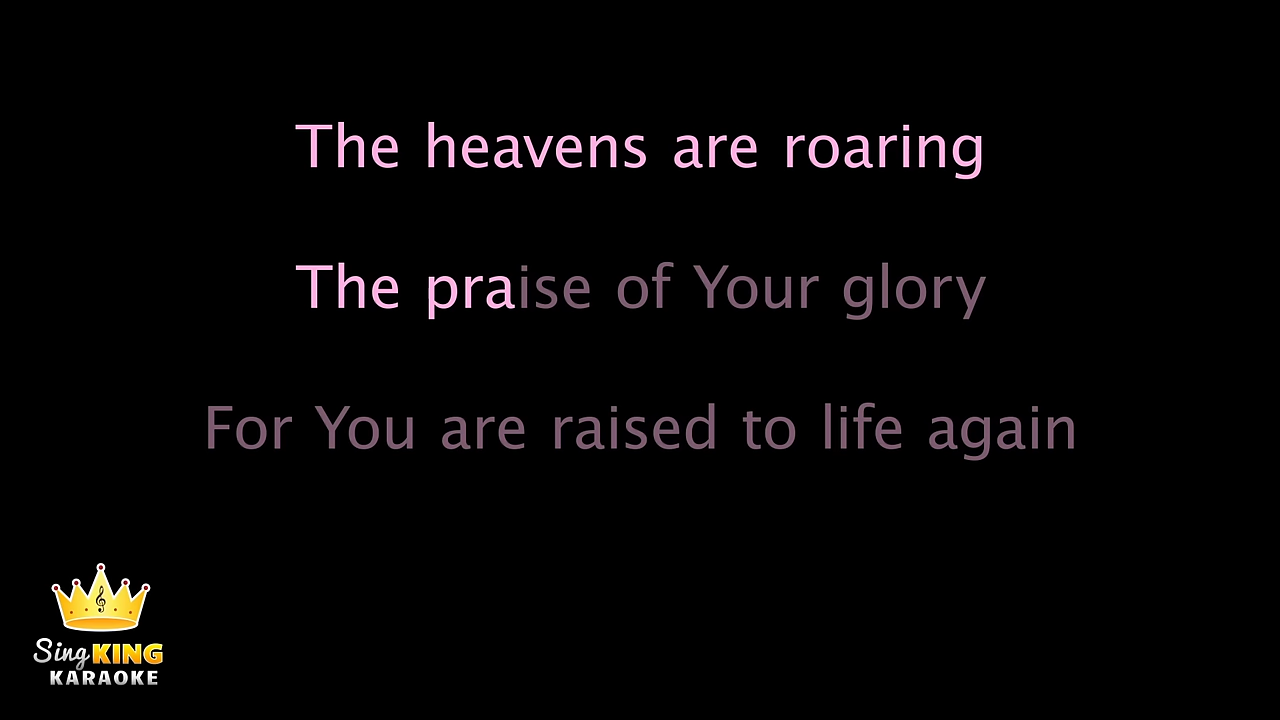 The heavens are roaring
The praise of Your glory
For You are raised to life again
Sing KING
KARAOKE